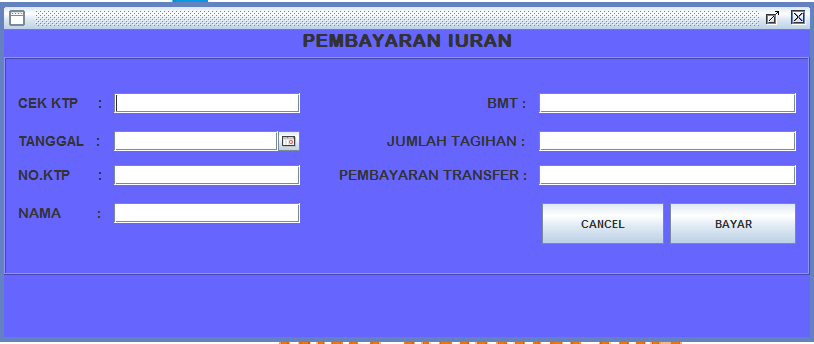 PEMBAYARAN IURAN
CEK KTP :
BMT :
TANGGAL :
JUMLAH TAGIHAN :
NO.KTP :
PEMBAYARAN TRANSFER :
NAMA :
CANCEL
BAYAR